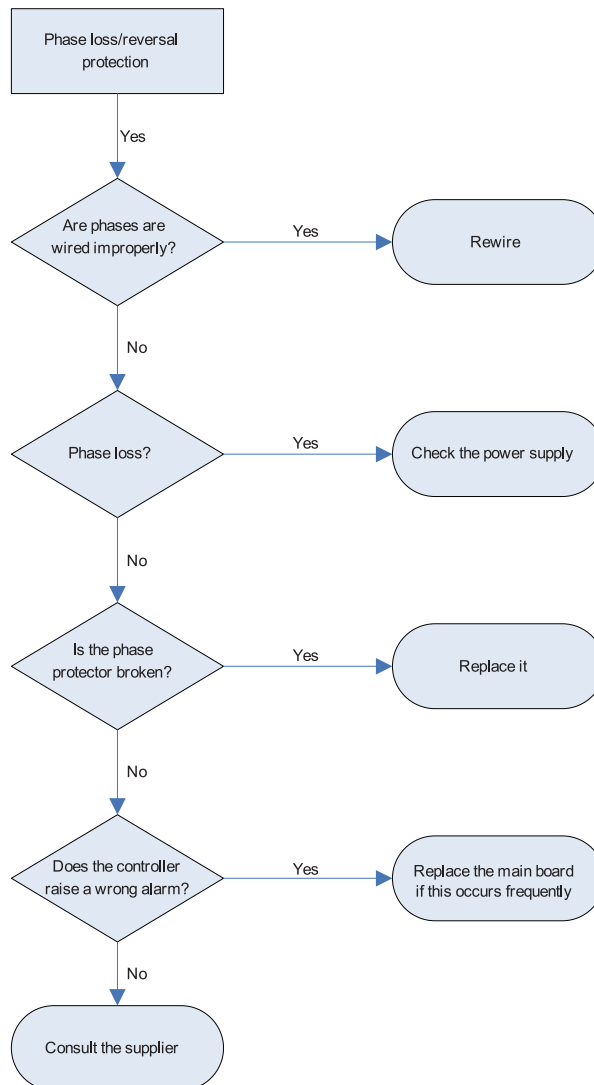 Phase loss/reversal
protection
Yes
Are phases are
wired improperly?
Yes
Rewire
No
Phase loss?
Yes
Check the power supply
No
Is the phase
protector broken?
Yes
Replace it
No
Does the controller
raise a wrong alarm?
Yes
Replace the main board
if this occurs frequently
No
Consult the supplier